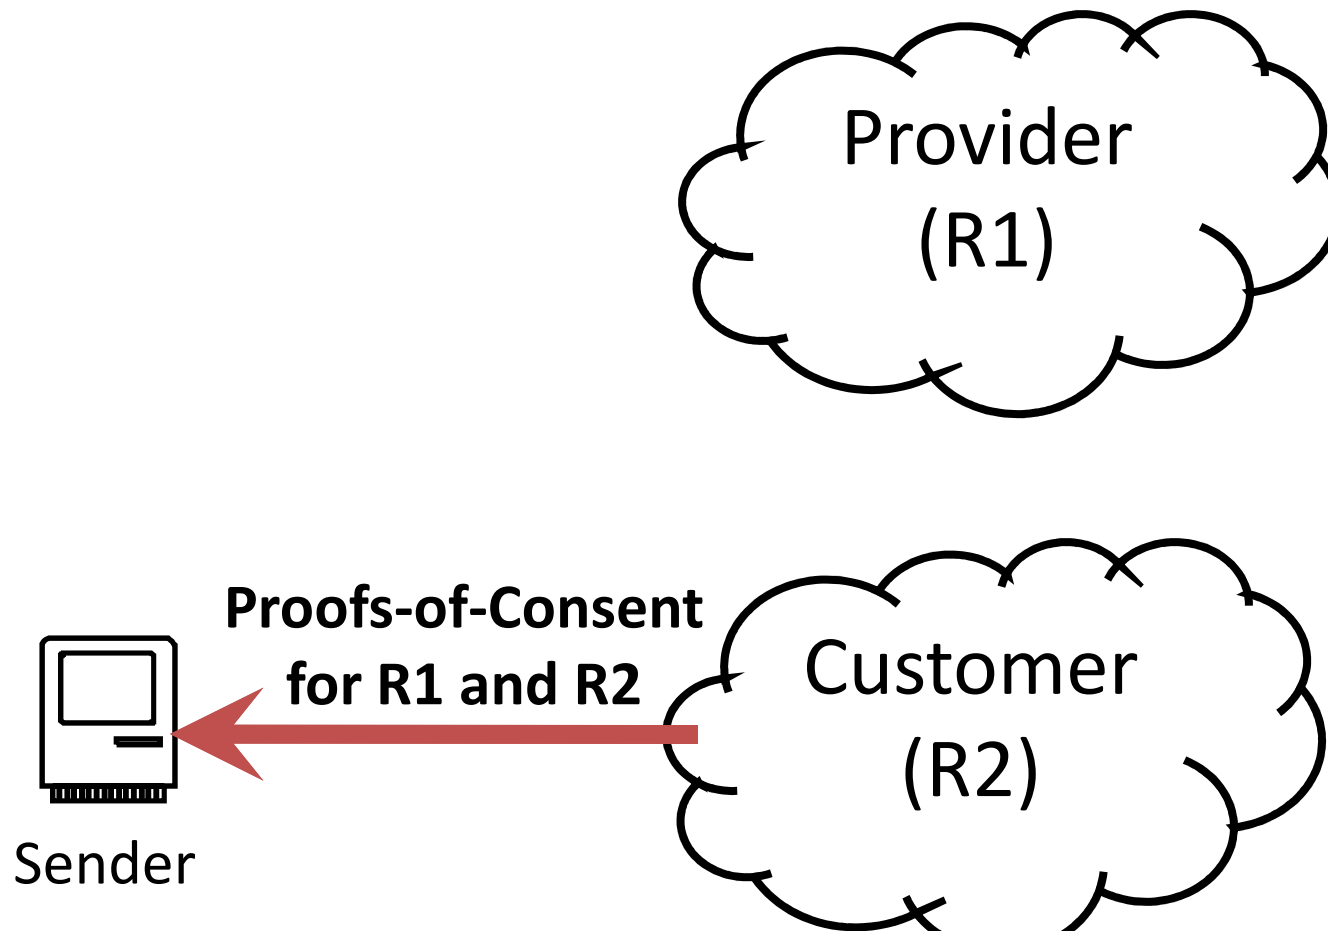 Provider
(R1)
Proofs-of-Consent
for R1 and R2
Customer
(R2)
Sender